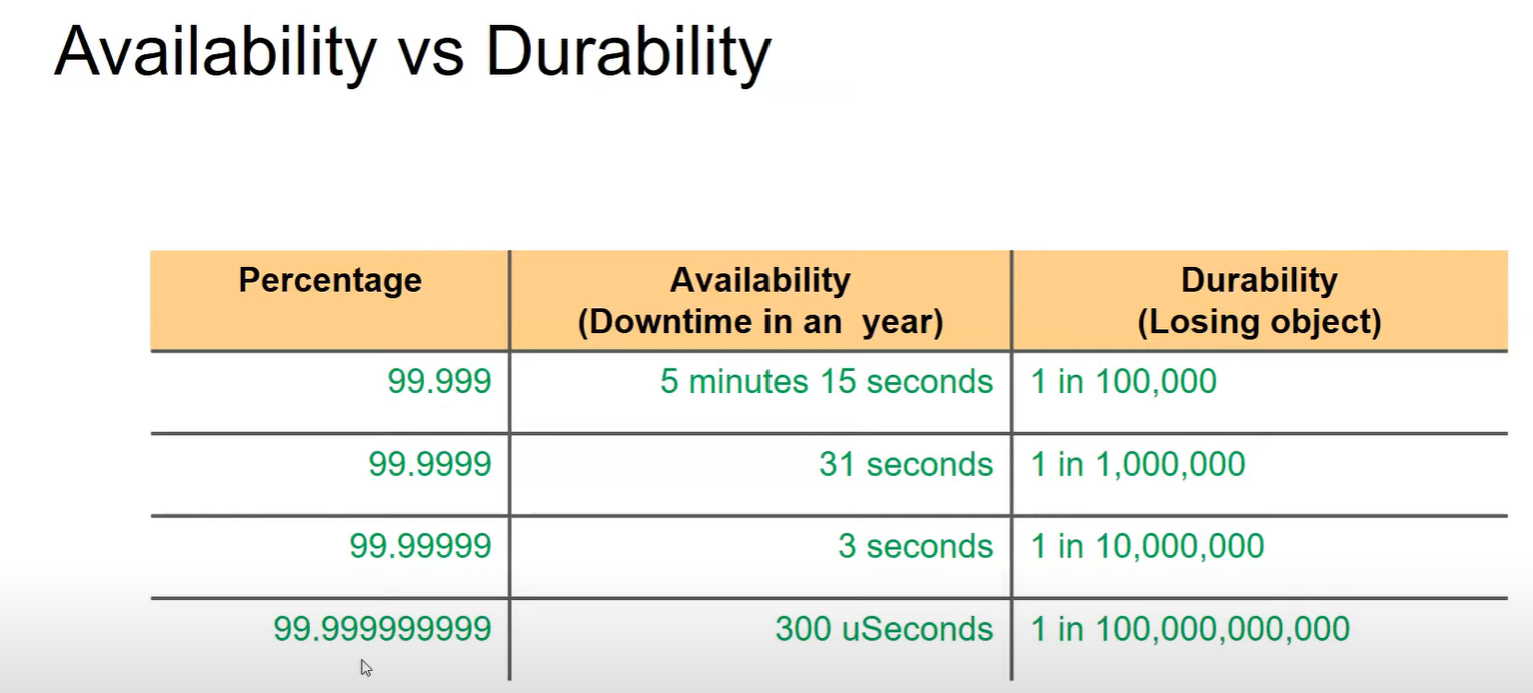 Availability vs Durability
Percentage
Availability
(Downtime in an  year)
Durability
(Losing object)
99.999
5 minutes 15 seconds
1 in 100,000
99.9999
31 seconds
1 in 1,000,000
99.99999
3 seconds
1 in 10,000,000
99.999999999
300 uSeconds
1 in 100,000,000,000